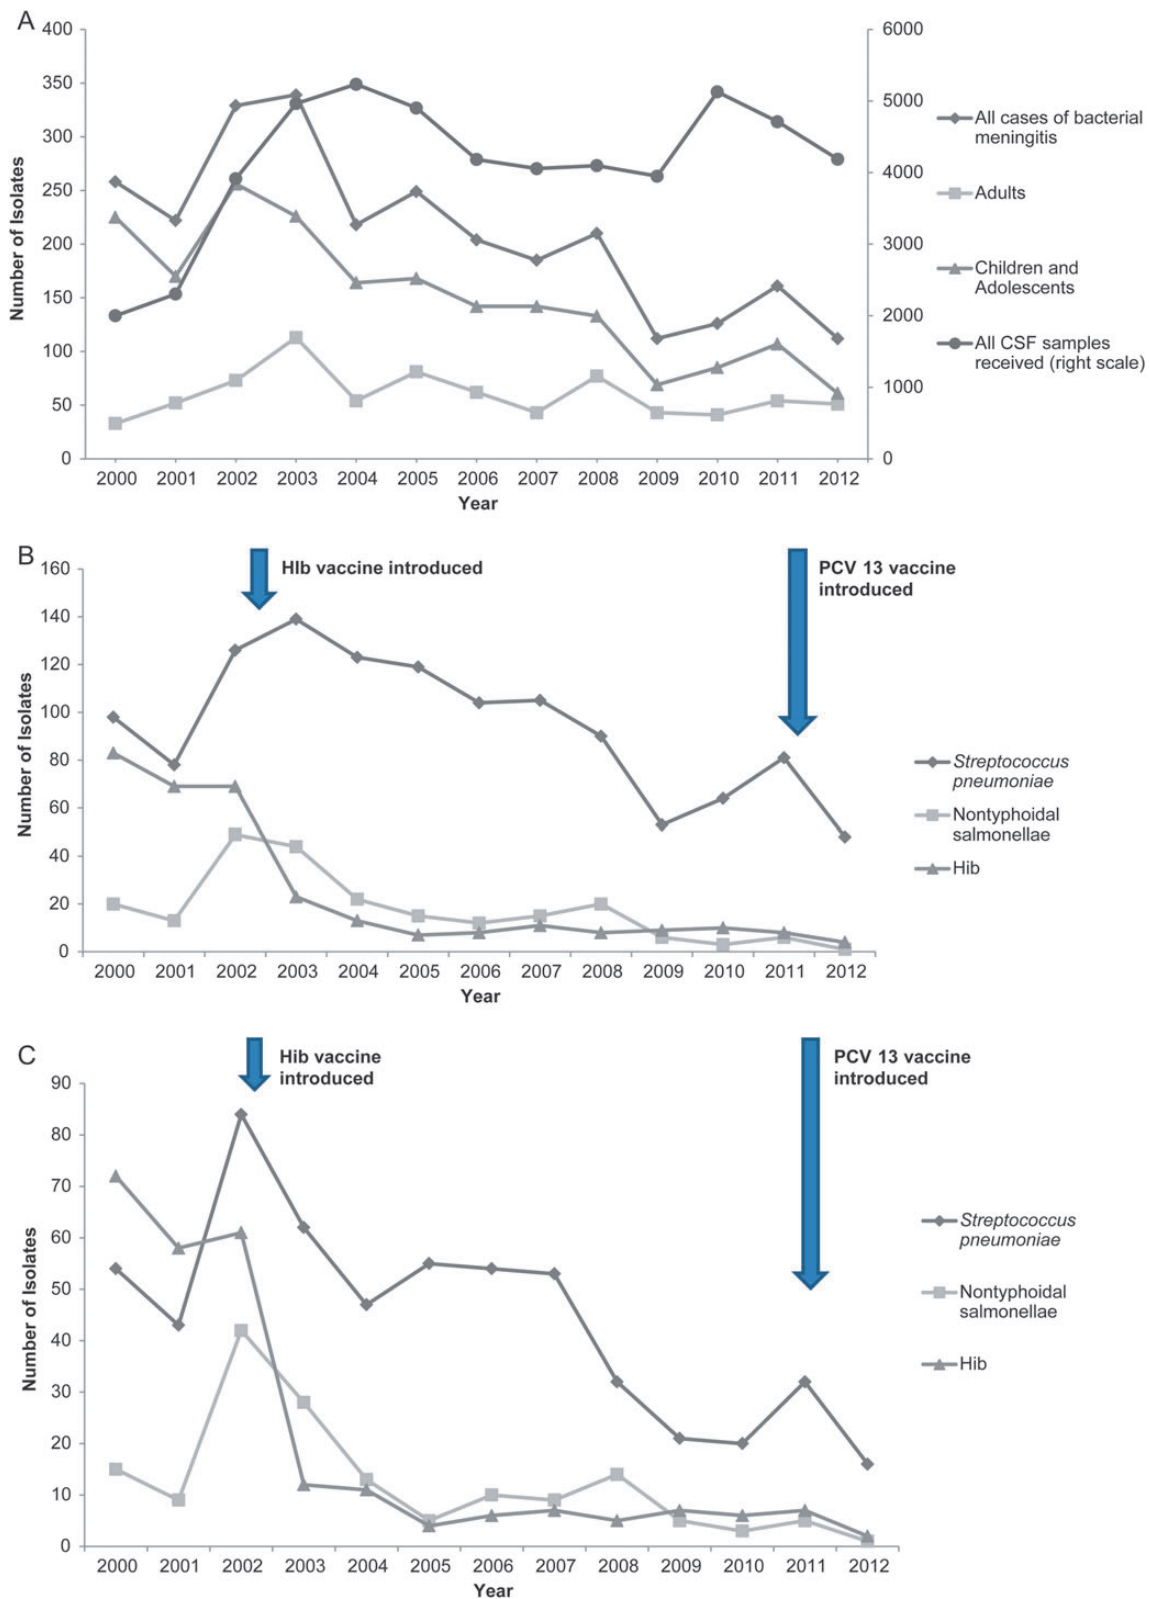 A
400
350
300
250
200
150
100
50
0
Number of Isolates
6000
5000
4000
3000
2000
1000
0
2000 2001 2002 2003 2004 2005 2006 2007 2008 2009 2010 2011 2012
Year
All cases of bacterial
meningitis
Adults
Children and
Adolescents
All CSF samples
received (right scale)
B
HIb vaccine introduced
PCV 13 vaccine
introduced
160
140
120
100
80
60
40
20
0
Number of Isolates
2000 2001 2002 2003 2004 2005 2006 2007 2008 2009 2010 2011 2012
Year
Streptococcus
pneumoniae
Nontyphoidal
salmonellae
Hib
C
Hib vaccine
introduced
PCV 13 vaccine
introduced
90
80
70
60
50
40
30
20
10
0
Number of Isolates
2000 2001 2002 2003 2004 2005 2006 2007 2008 2009 2010 2011 2012
Year
Streptococcus
pneumoniae
Nontyphoidal
salmonellae
Hib